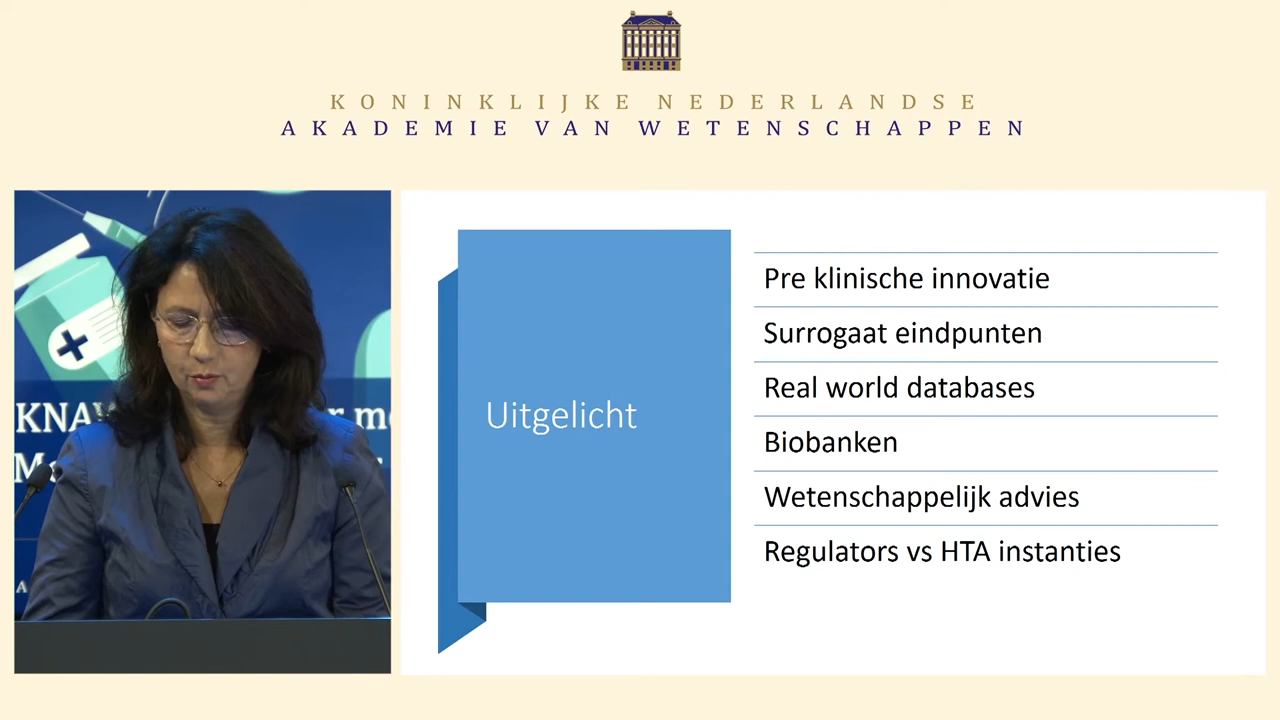 KONINKLIJKE NEDERLANDSE
AKADEMIE VAN WETENSCHAPPEN
Uitgelicht
Pre klinische innovatie
Surrogaat eindpunten
Real world databases
Biobanken
Wetenschappelijk advies
Regulators vs HTA instanties
KNAW